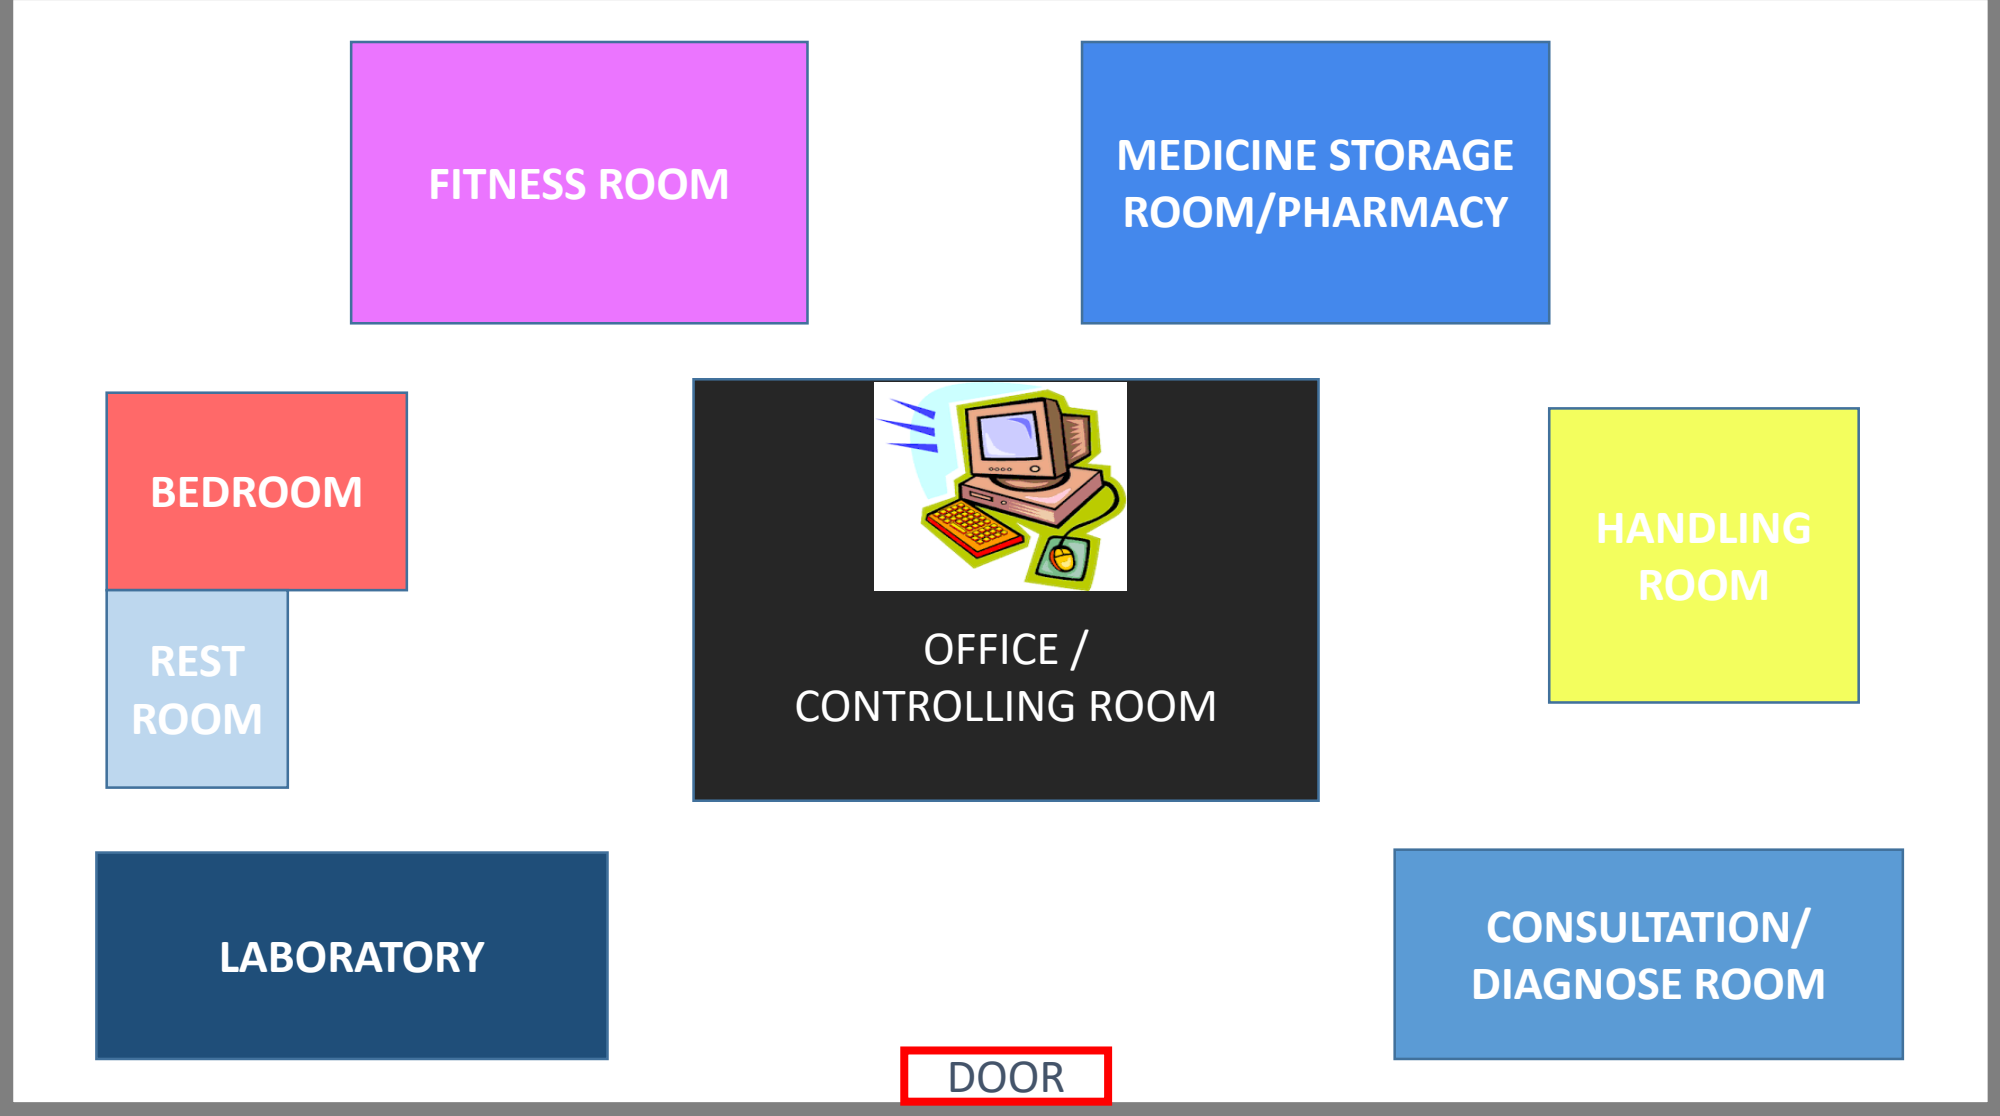 FITNESS ROOM
MEDICINE STORAGE
ROOM/PHARMACY
BEDROOM
REST
ROOM
OFFICE /
CONTROLLING ROOM
HANDLING
ROOM
LABORATORY
CONSULTATION/
DIAGNOSE ROOM
DOOR